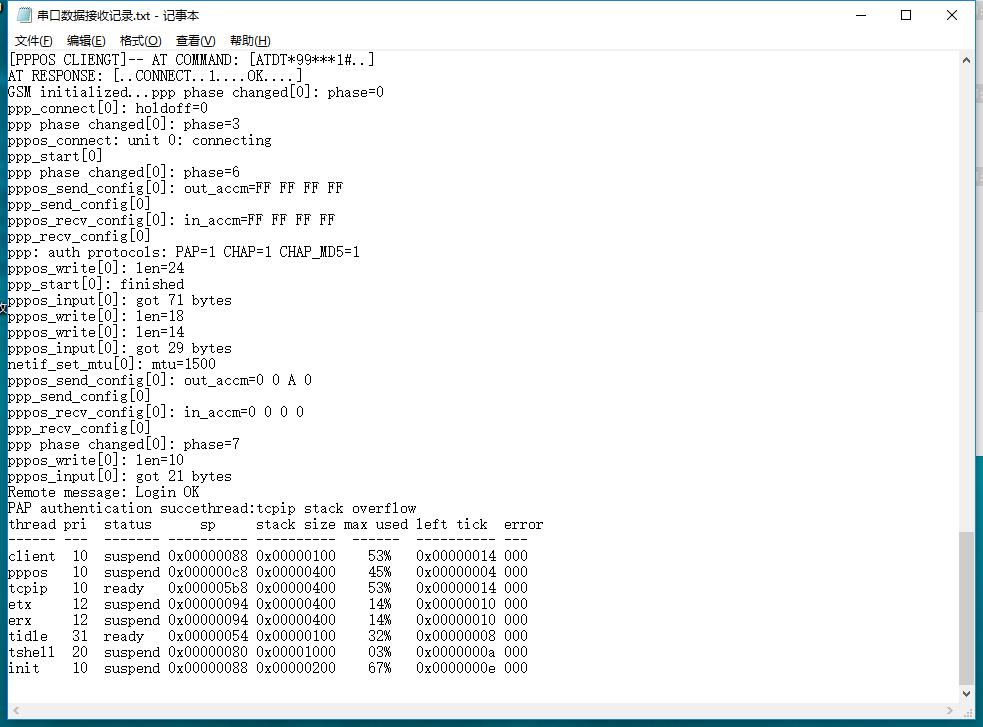 串口数据接收记录.txt - 记事本
文件(F) 编辑(E) 格式(O) 查看(V) 帮助(H)
[PPPOS CLIENGT]-- AT COMMAND: [ATDT*99***1#..]
AT RESPONSE: [..CONNECT..1....OK....]
GSM initialized...ppp phase changed[0]: phase=0
ppp_connect[0]: holdoff=0
ppp phase changed[0]: phase=3
pppos_connect: unit 0: connecting
ppp_start[0]
ppp phase changed[0]: phase=6
pppos_send_config[0]: out_accm=FF FF FF FF
ppp_send_config[0]
pppos_recv_config[0]: in_accm=FF FF FF FF
ppp_recv_config[0]
ppp: auth protocols: PAP=1 CHAP=1 CHAP_MD5=1
pppos_write[0]: len=24
ppp_start[0]: finished
pppos_input[0]: got 71 bytes
pppos_write[0]: len=18
pppos_write[0]: len=14
pppos_input[0]: got 29 bytes
netif_set_mtu[0]: mtu=1500
pppos_send_config[0]: out_accm=0 0 A 0
ppp_send_config[0]
pppos_recv_config[0]: in_accm=0 0 0 0
ppp_recv_config[0]
ppp phase changed[0]: phase=7
pppos_write[0]: len=10
pppos_input[0]: got 21 bytes
Remote message: Login OK
PAP authentication succethread:tcpip stack overflow
thread pri  status      sp     stack size max used left tick  error
------ ---  ------- ---------- ----------  ------  ---------- ---
client  10  suspend 0x00000088 0x00000100    53%   0x00000014 000
pppos   10  suspend 0x000000c8 0x00000400    45%   0x00000004 000
tcpip   10  ready   0x000005b8 0x00000400    53%   0x00000014 000
etx     12  suspend 0x00000094 0x00000400    14%   0x00000010 000
erx     12  suspend 0x00000094 0x00000400    14%   0x00000010 000
tidle   31  ready   0x00000054 0x00000100    32%   0x00000008 000
tshell  20  suspend 0x00000080 0x00001000    03%   0x0000000a 000
init    10  suspend 0x00000088 0x00000200    67%   0x0000000e 000